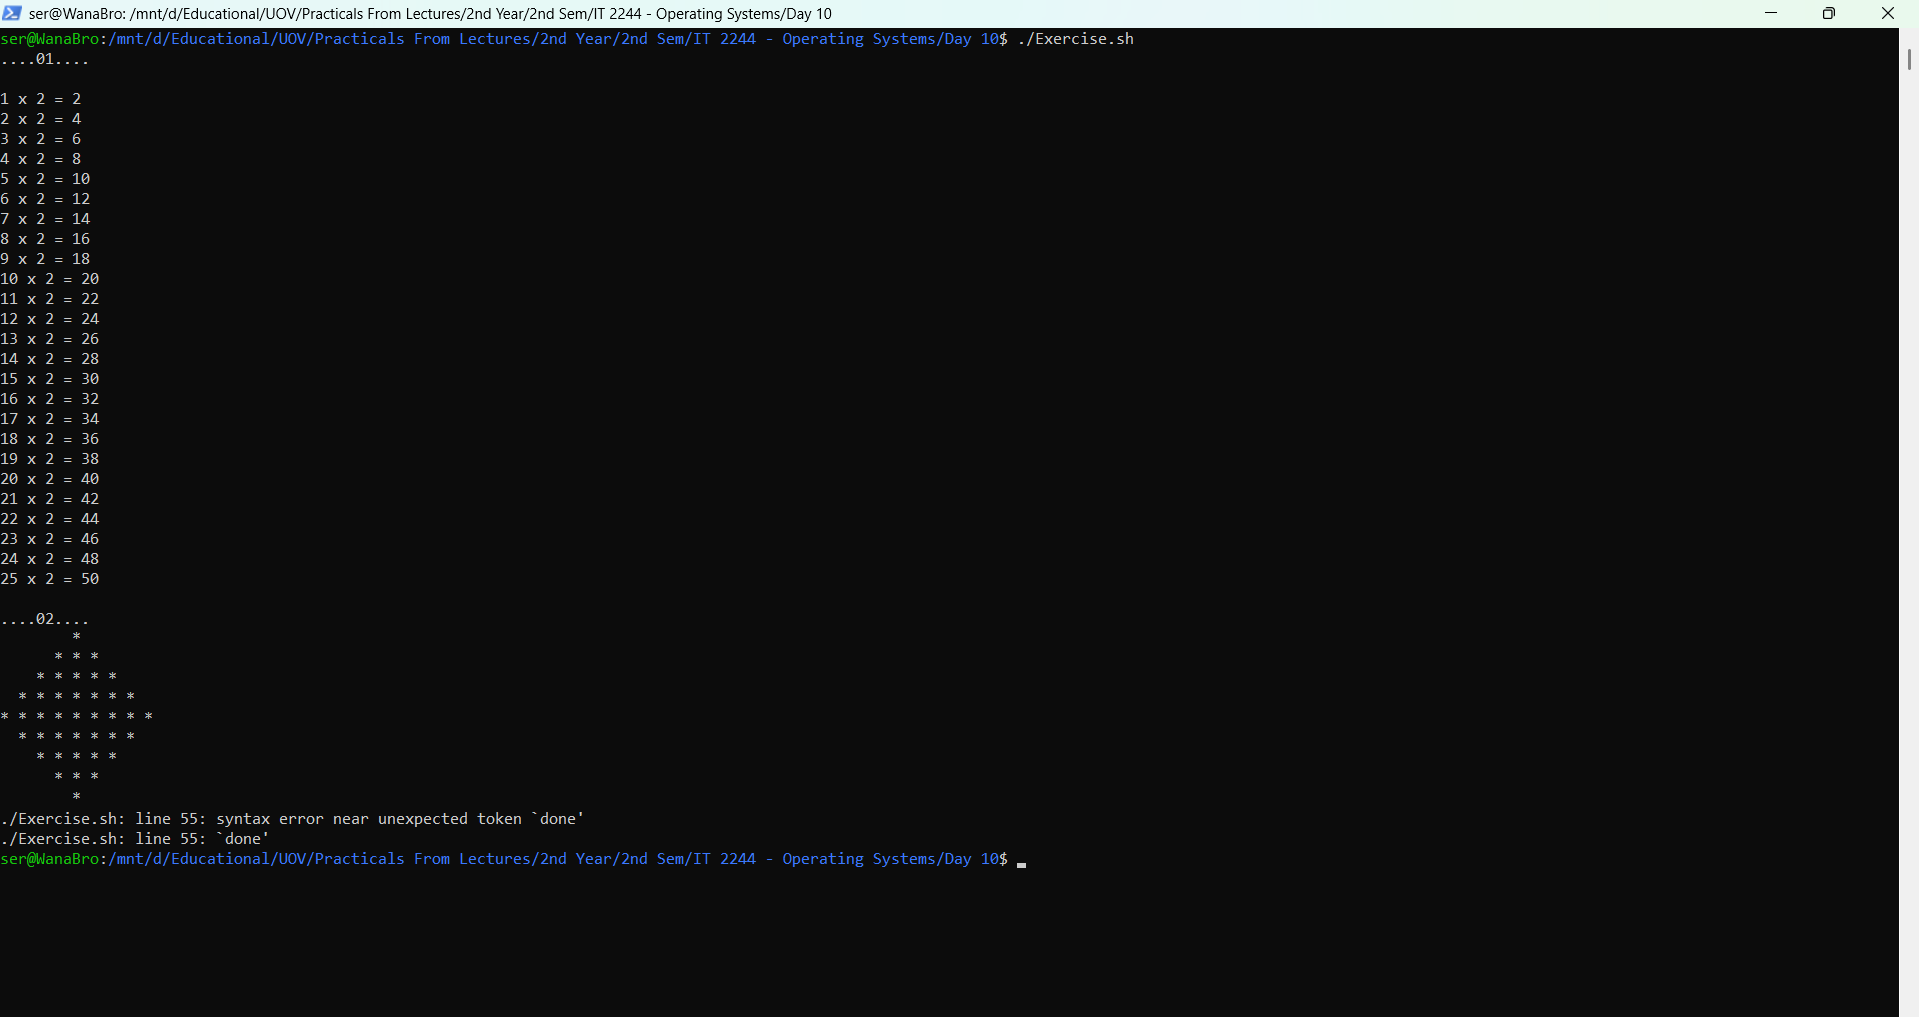 ser@WanaBro: /mnt/d/Educational/UOV/Practicals From Lectures/2nd Year/2nd Sem/IT 2244 - Operating Systems/Day 10
ser@WanaBro:/mnt/d/Educational/UOV/Practicals From Lectures/2nd Year/2nd Sem/IT 2244 - Operating Systems/Day 10$ ./Exercise.sh
....01....

1 x 2 = 2
2 x 2 = 4
3 x 2 = 6
4 x 2 = 8
5 x 2 = 10
6 x 2 = 12
7 x 2 = 14
8 x 2 = 16
9 x 2 = 18
10 x 2 = 20
11 x 2 = 22
12 x 2 = 24
13 x 2 = 26
14 x 2 = 28
15 x 2 = 30
16 x 2 = 32
17 x 2 = 34
18 x 2 = 36
19 x 2 = 38
20 x 2 = 40
21 x 2 = 42
22 x 2 = 44
23 x 2 = 46
24 x 2 = 48
25 x 2 = 50

....02....
        *
      * * *
    * * * * *
  * * * * * * *
* * * * * * * * *
  * * * * * * *
    * * * * *
      * * *
        *
./Exercise.sh: line 55: syntax error near unexpected token `done'
./Exercise.sh: line 55: `done'
ser@WanaBro:/mnt/d/Educational/UOV/Practicals From Lectures/2nd Year/2nd Sem/IT 2244 - Operating Systems/Day 10$